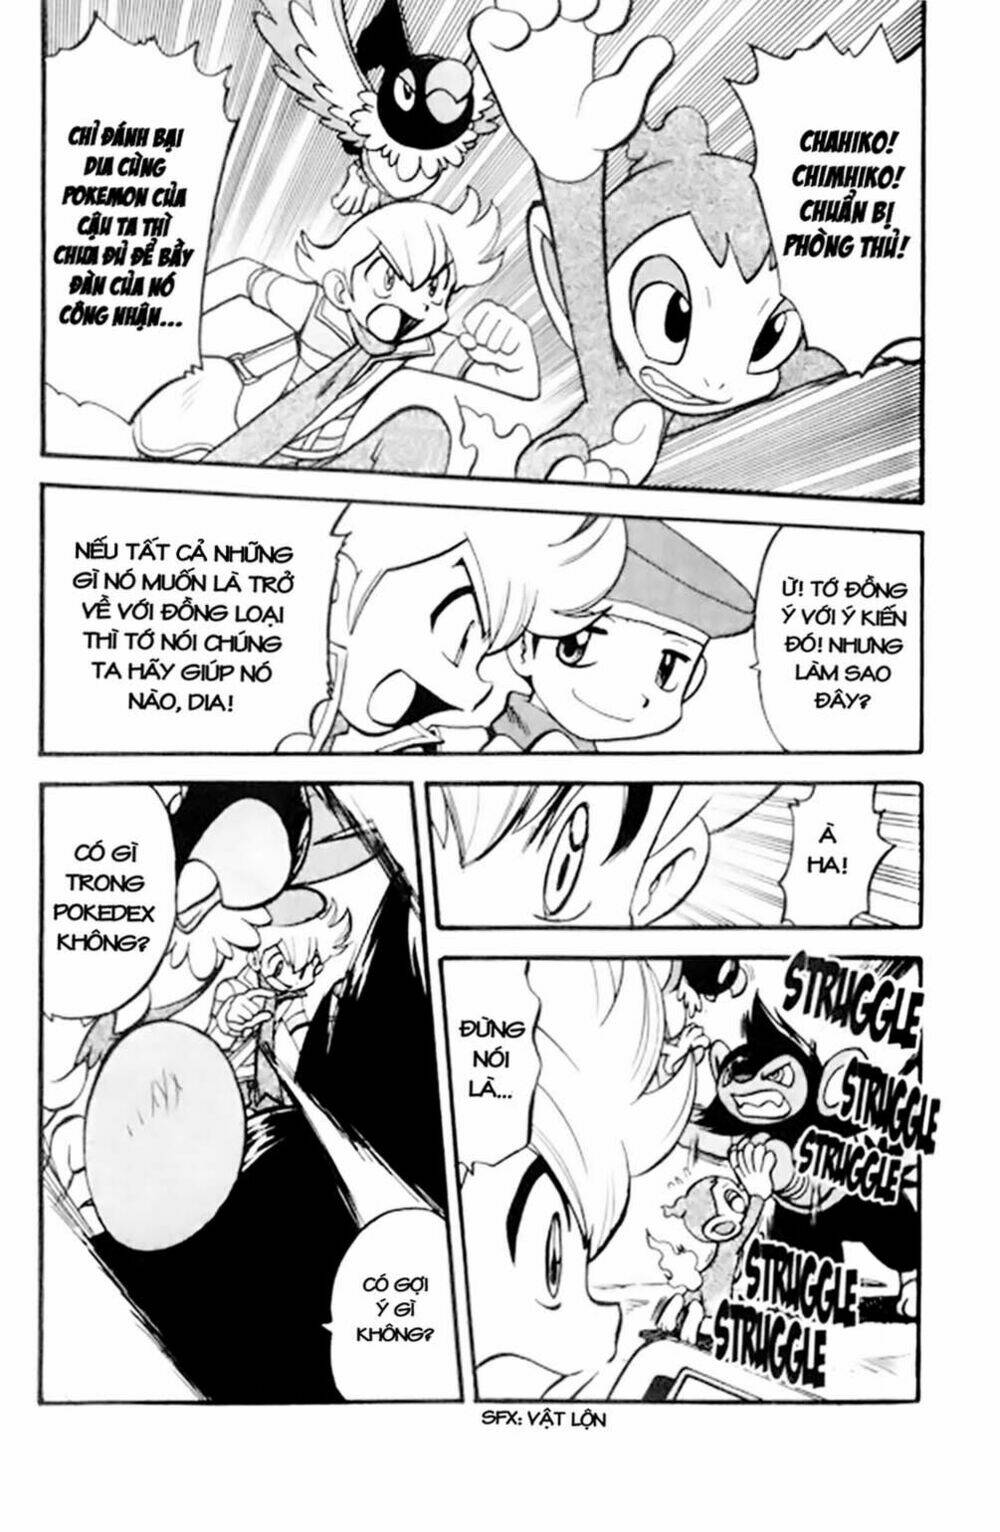 CHAHIKO!
CHIMHIKO!
CHUẨN BỊ
PHÒNG THỦ!
CHỈ ĐÁNH BẠI
DIA CÙNG
POKEMON CỦA
CẬU TA THÌ
CHƯA ĐỦ ĐỂ BẦY
ĐÀN CỦA NÓ
CÔNG NHẬN...
Ừ! TỚ ĐỒNG
Ý VỚI Ý KIẾN
ĐÓ! NHƯNG
LÀM SAO
ĐÂY?
NẾU TẤT CẢ NHỮNG
GÌ NÓ MUỐN LÀ TRỞ
VỀ VỚI ĐỒNG LOẠI
THÌ TỚ NÓI CHÚNG
TA HÃY GIÚP NÓ
NÀO, DIA!
À
HA!
CÓ GÌ
TRONG
POKEDEX
KHÔNG?
CÓ GỢI
Ý GÌ
KHÔNG?
STRUGGLE
STRUGGLE
STRUGGLE
STRUGGLE
STRUGGLE
ĐỪNG
NÓI
LÀ...
SFX: VẬT LỘN